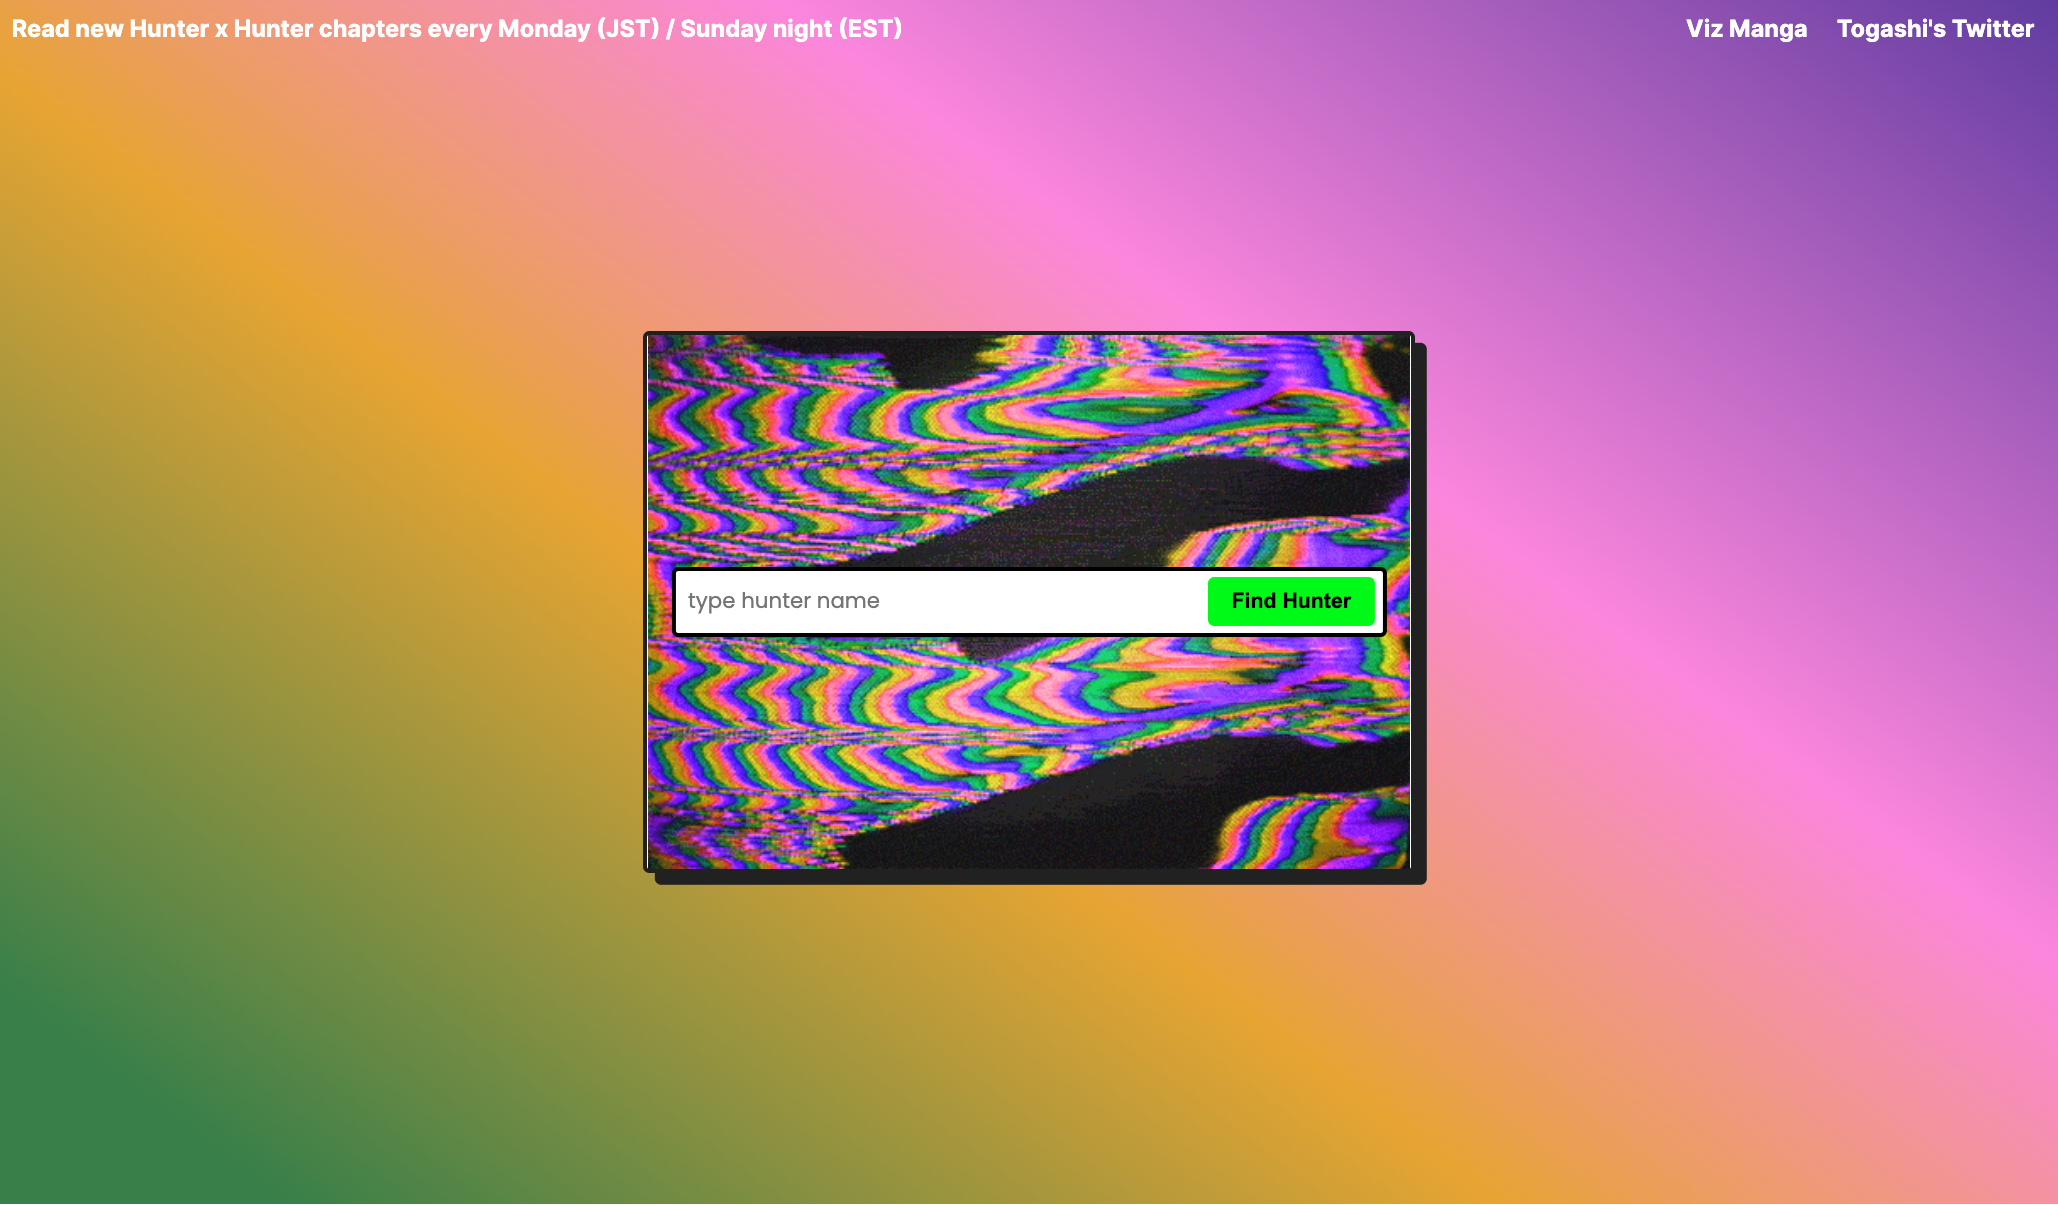 Read new Hunter x Hunter chapters every Monday (JST) / Sunday night (EST)
Viz Manga
Togashi's Twitter
type hunter name
Find Hunter